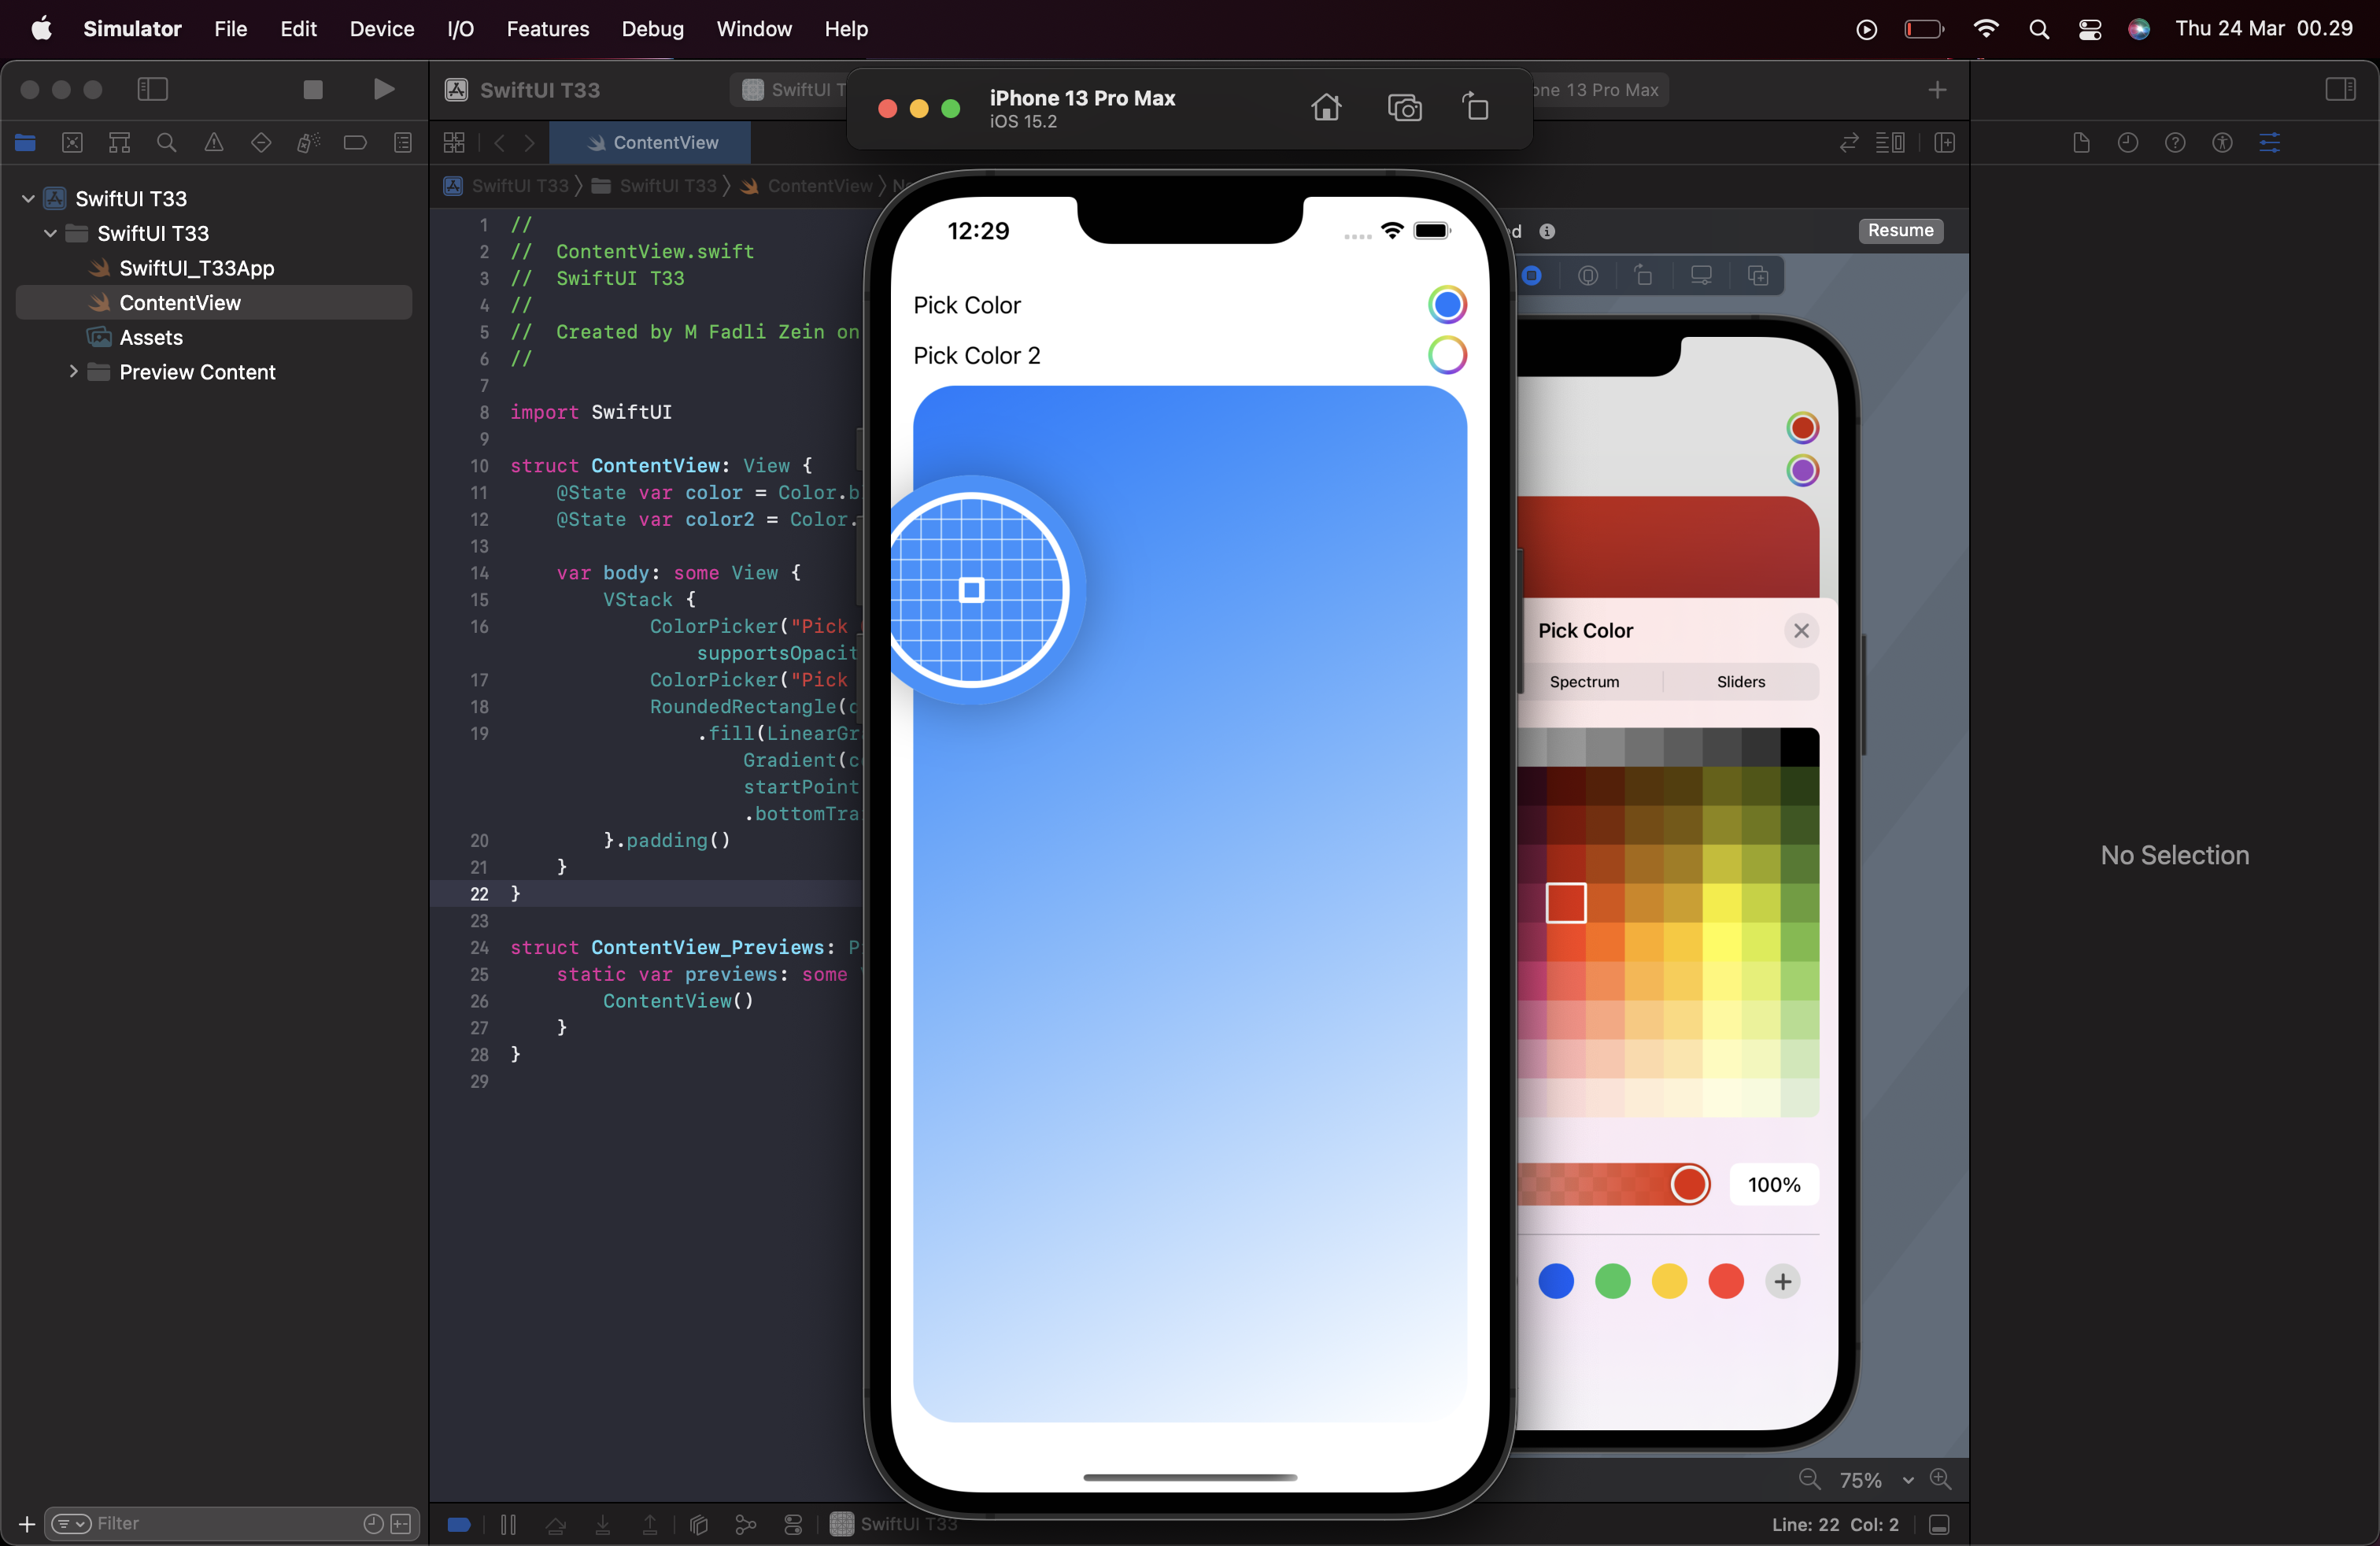 Simulator File Edit Device I/O Features Debug Window Help Thu 24 Mar 00.29
SwiftUI T33
SwiftUI T
iPhone 13 Pro Max
iOS 15.2
one 13 Pro Max
ContentView
SwiftUI T33 SwiftUI T33 ContentView
SwiftUI T33
SwiftUI T33
SwiftUI_T33App
ContentView
Assets
Preview Content
1 //
2 // ContentView.swift
3 // SwiftUI T33
4 //
5 // Created by M Fadli Zein on
6 //
7
8 import SwiftUI
9
10 struct ContentView: View {
11 @State var color = Color.b
12 @State var color2 = Color.
13
14 var body: some View {
15 VStack {
16 ColorPicker("Pick
supportsOpacit
17 ColorPicker("Pick
18 RoundedRectangle(c
19 .fill(LinearGr
Gradient(c
startPoint
.bottomTra
20 }.padding()
21 }
22 }
23
24 struct ContentView_Previews: P
25 static var previews: some
26 ContentView()
27 }
28 }
29
12:29
Pick Color
Pick Color 2
Resume
Pick Color
Spectrum Sliders
100%
No Selection
75%
Filter
SwiftUI T33
Line: 22 Col: 2